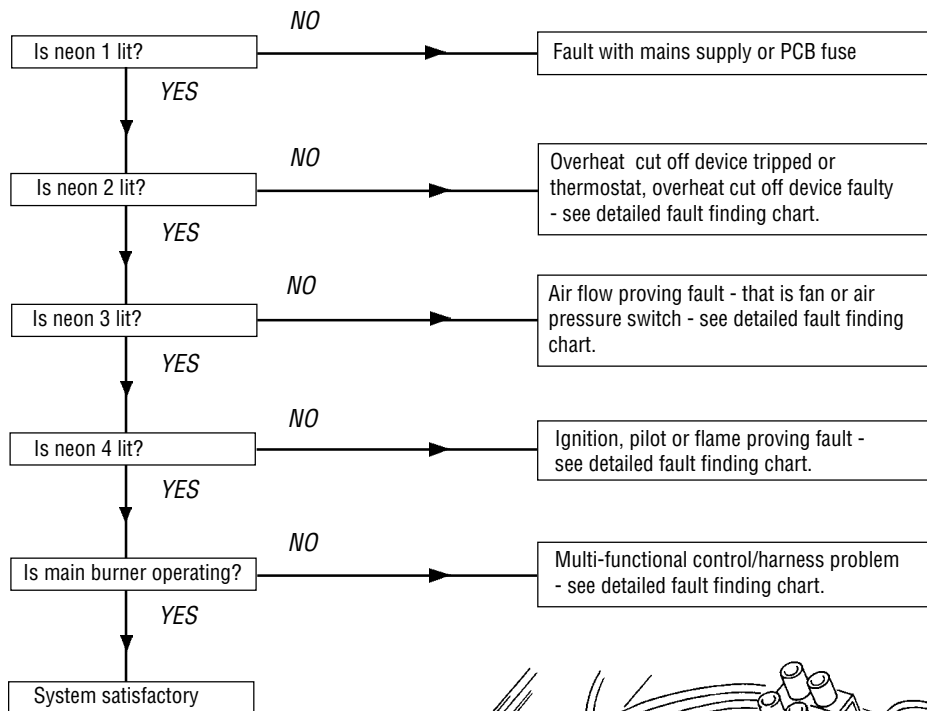 NO
Is neon 1 lit?
Fault with mains supply or PCB fuse
YES
NO
Is neon 2 lit?
Overheat cut off device tripped or
thermostat, overheat cut off device faulty
- see detailed fault finding chart.
YES
NO
Is neon 3 lit?
Air flow proving fault - that is fan or air
pressure switch - see detailed fault finding
chart.
YES
NO
Is neon 4 lit?
Ignition, pilot or flame proving fault -
see detailed fault finding chart.
YES
NO
Is main burner operating?
Multi-functional control/harness problem
- see detailed fault finding chart.
YES
System satisfactory